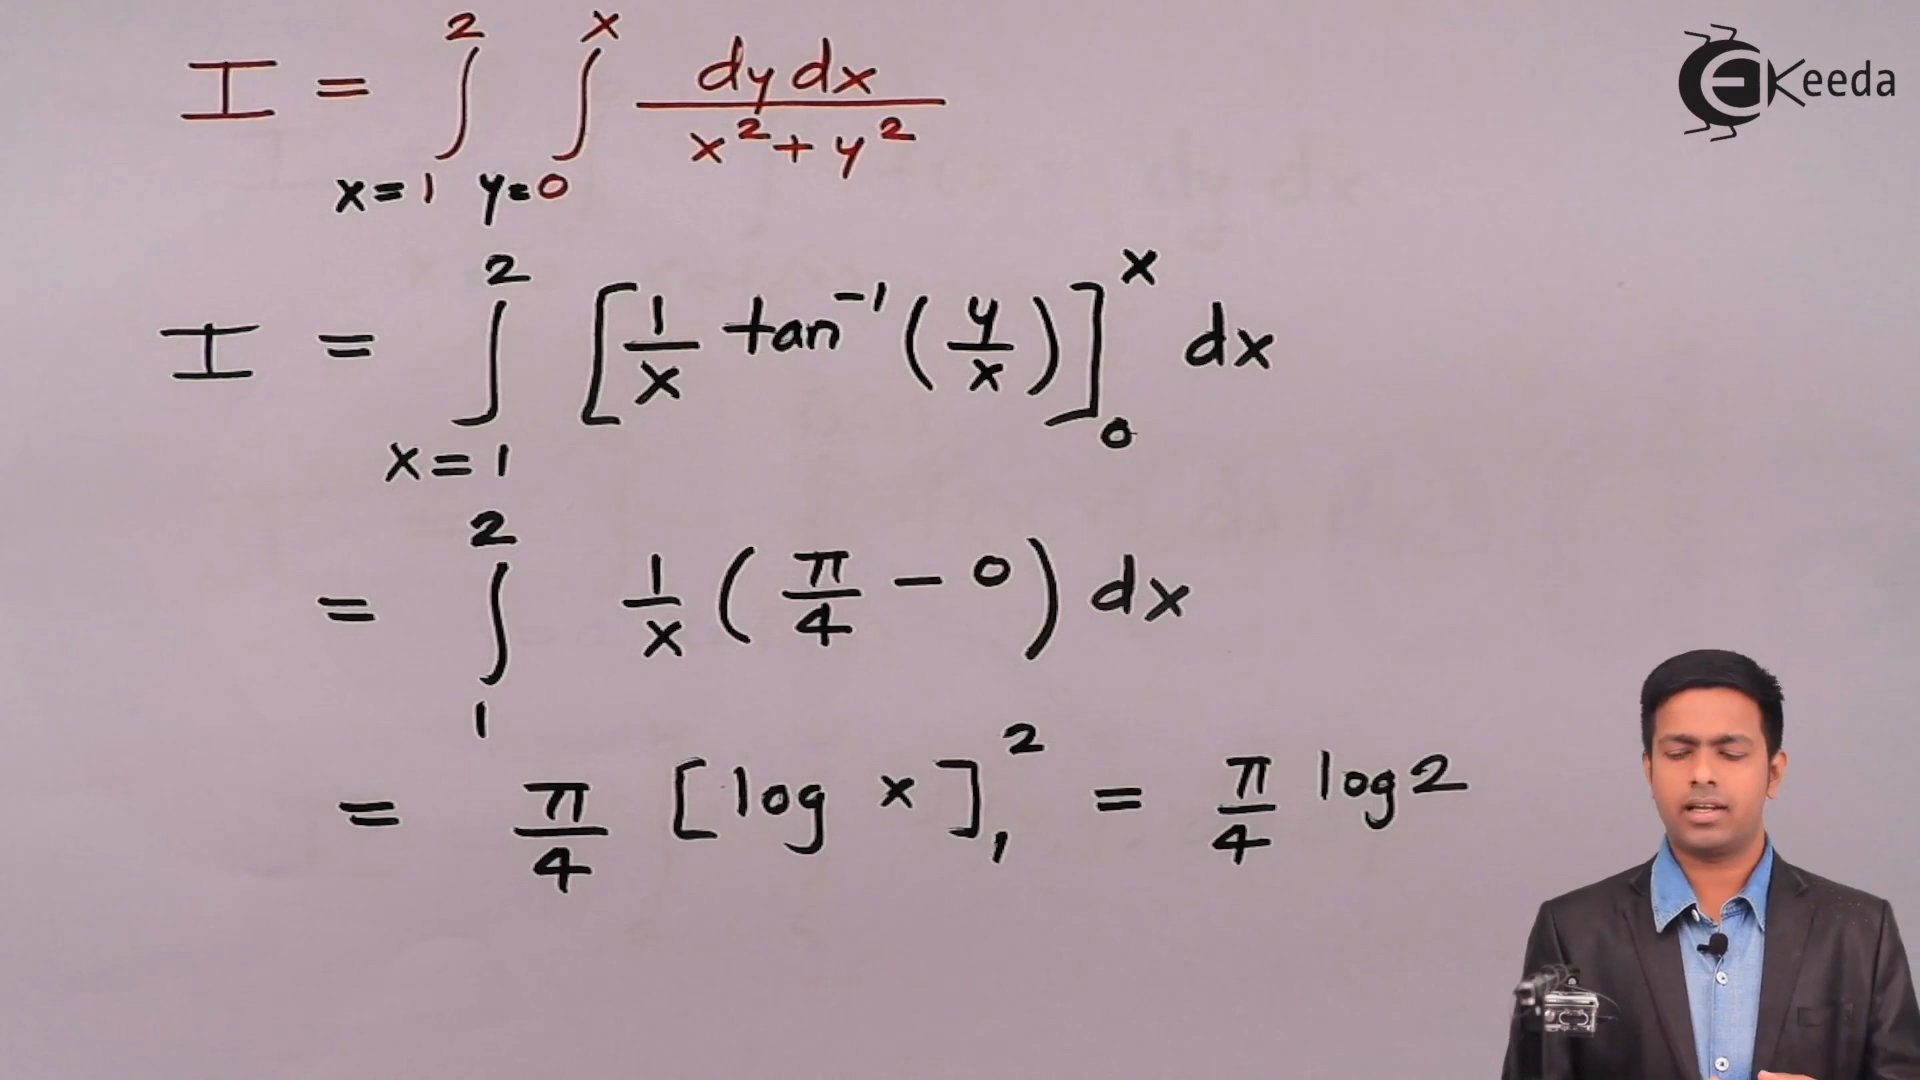 EKeeda
I = ∫_{x=1}^{2} ∫_{y=0}^{x} dy dx / (x² + y²)
I = ∫_{x=1}^{2} [1/x tan⁻¹(y/x)]_0^x dx
= ∫_1^2 1/x (π/4 - 0) dx
= π/4 [log x]_1^2 = π/4 log 2